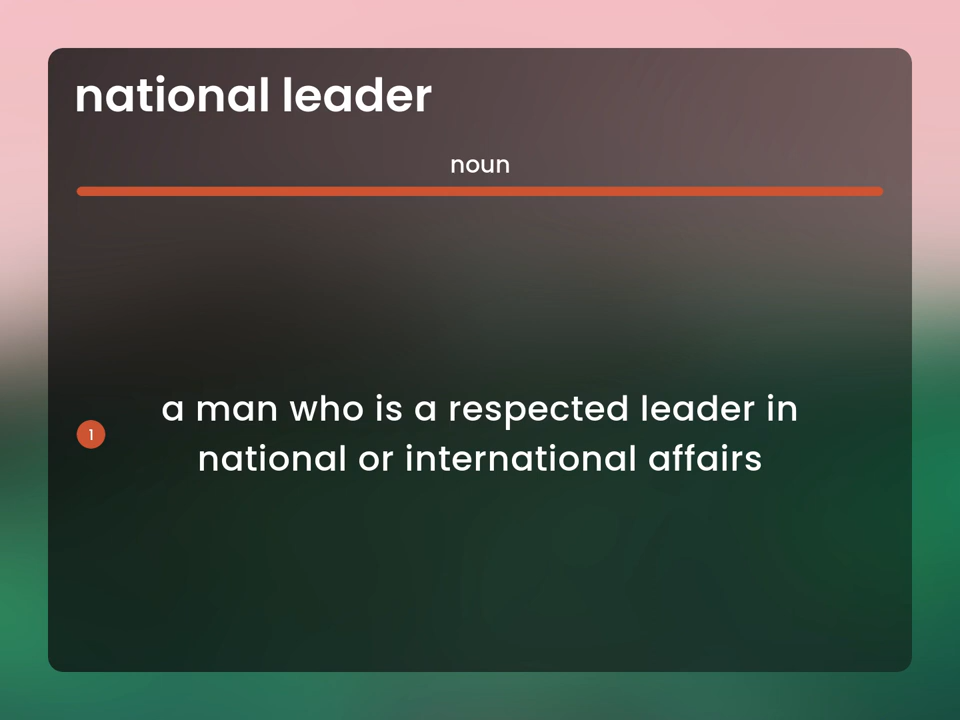 national leader
noun
1
a man who is a respected leader in
national or international affairs